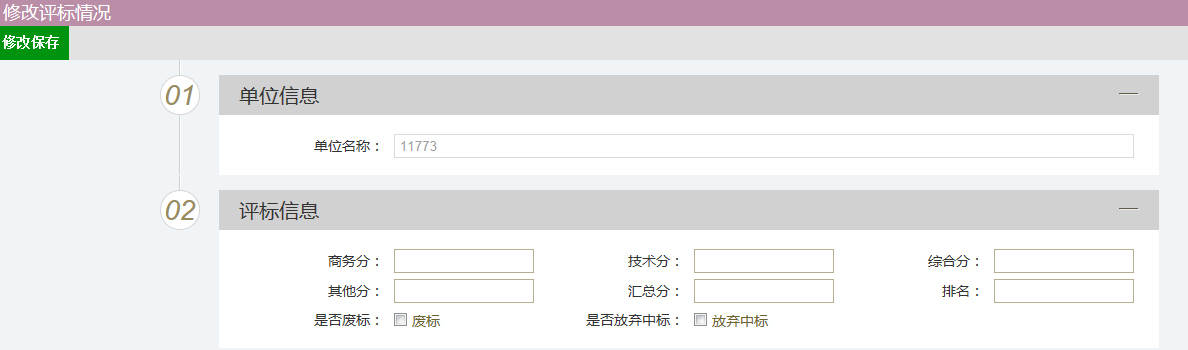 修改评标情况
修改保存
01 单位信息
单位名称： 11773
02 评标信息
商务分： 技术分： 综合分：
其他分： 汇总分： 排名：
是否废标： 废标 是否放弃中标： 放弃中标